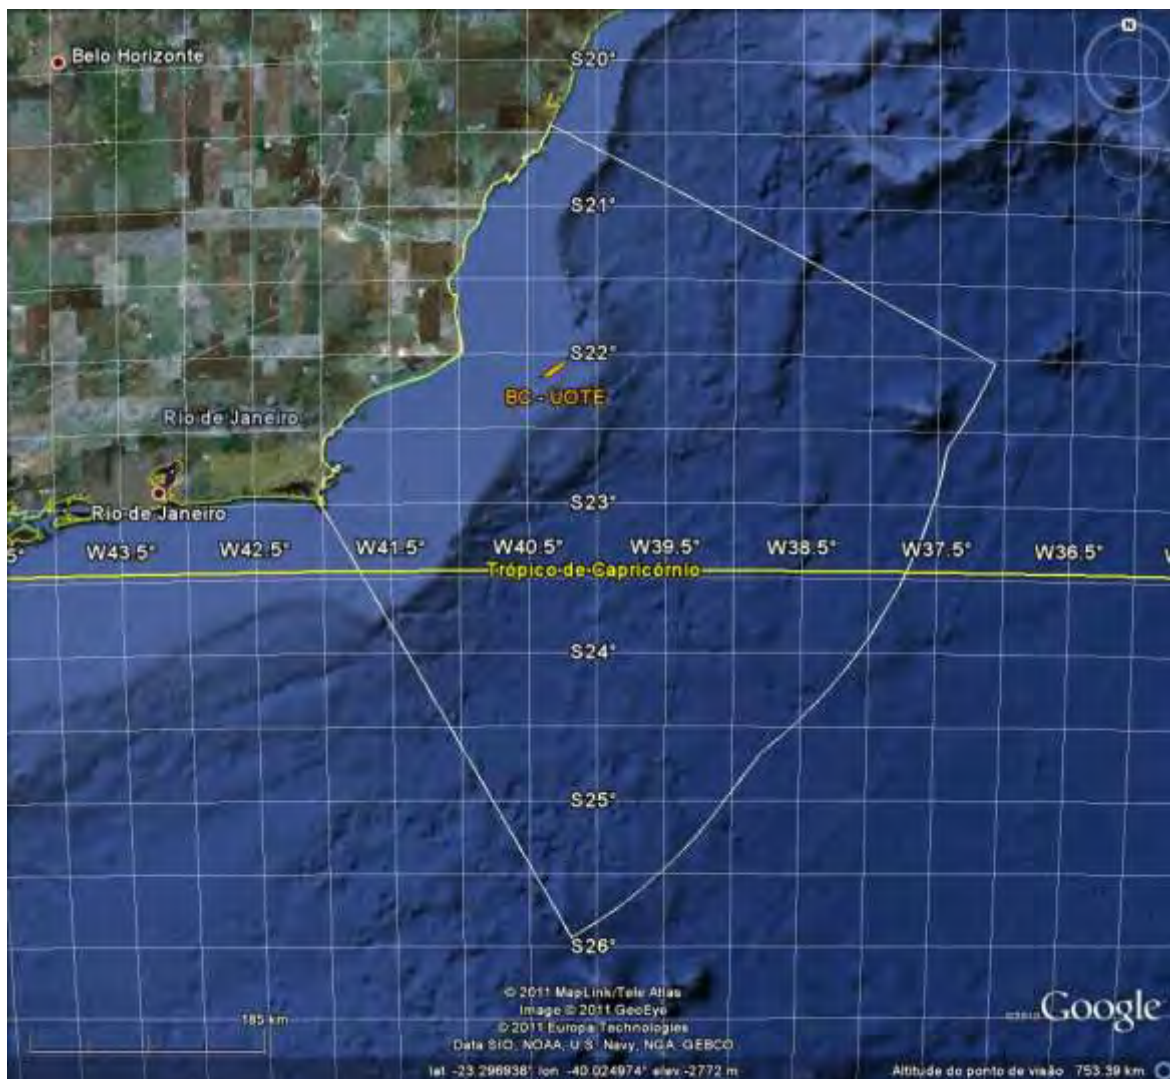 N
Belo Horizonte
S20°
S21°
S22°
BC - UOTE
Rio de Janeiro
S23°
Rio de Janeiro
W43.5° W42.5° W41.5° W40.5° W39.5° W38.5° W37.5° W36.5°
Trópico de Capricórnio
S24°
S25°
S26°
© 2011 MapLink/Tele Atlas
Image © 2011 GeoEye
© 2011 Europa Technologies
Data SIO, NOAA, U.S. Navy, NGA, GEBCO
185 km
©2010 Google
lat -23.296938° lon -40.024974° elev -2772 m
Altitude do ponto de visão 753.39 km